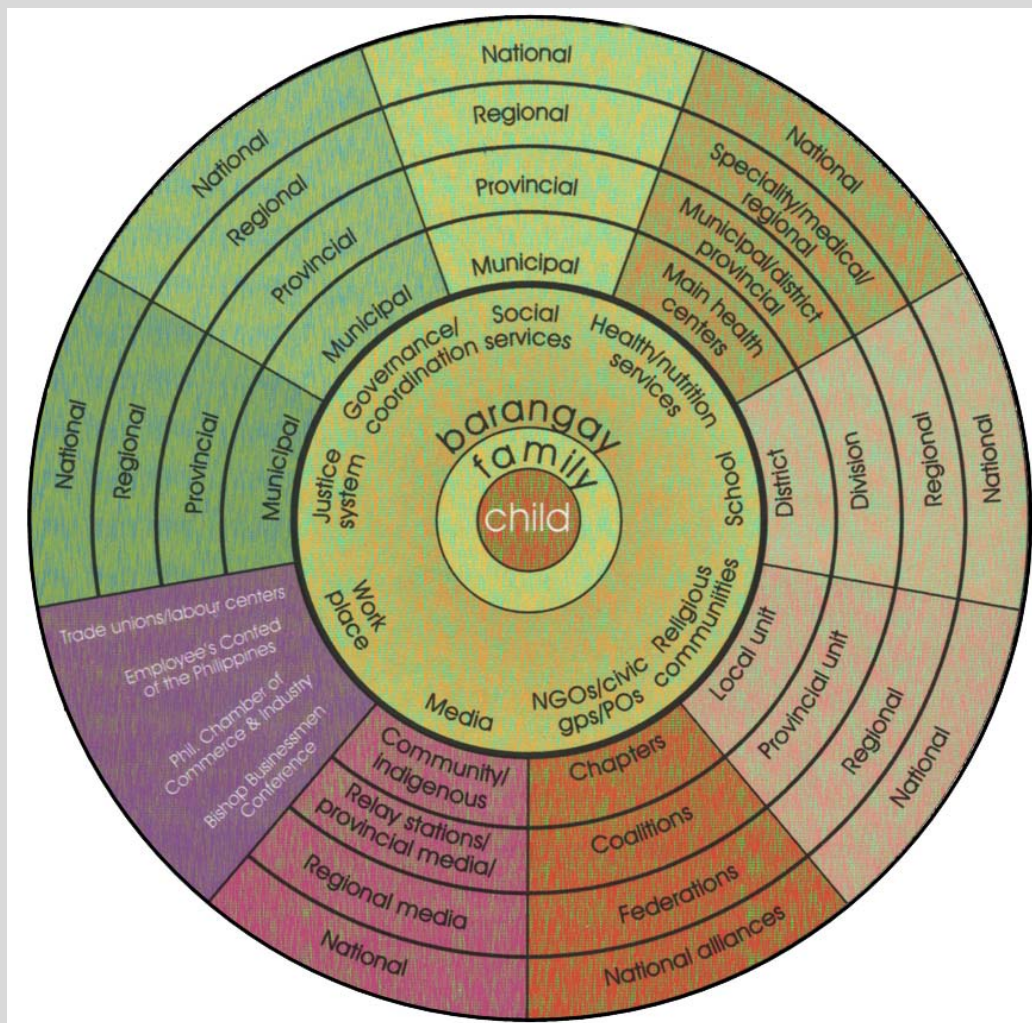 National
Regional
Provincial
Municipal
National
Speciality/medical/
regional
Municipal/district
provincial
Main health
centers
National
Regional
Division
District
National
Regional
Provincial unit
Local unit
National alliances
Federations
Coalitions
Chapters
National
Regional media
Relay stations/
provincial media/
Community/
indigenous
Trade unions/labour centers
Employee's Conted
of the Philippines
Phil. Chamber of
Commerce & Industry
Bishop Businessmen
Conference
National
Regional
Provincial
Municipal
National
Regional
Provincial
Municipal
Governance/
coordination
Social
services
Health/nutrition
services
School
Religious
communiities
NGOs/civic
gps/POs
Media
Work
place
Justice
system
barangay
family
child